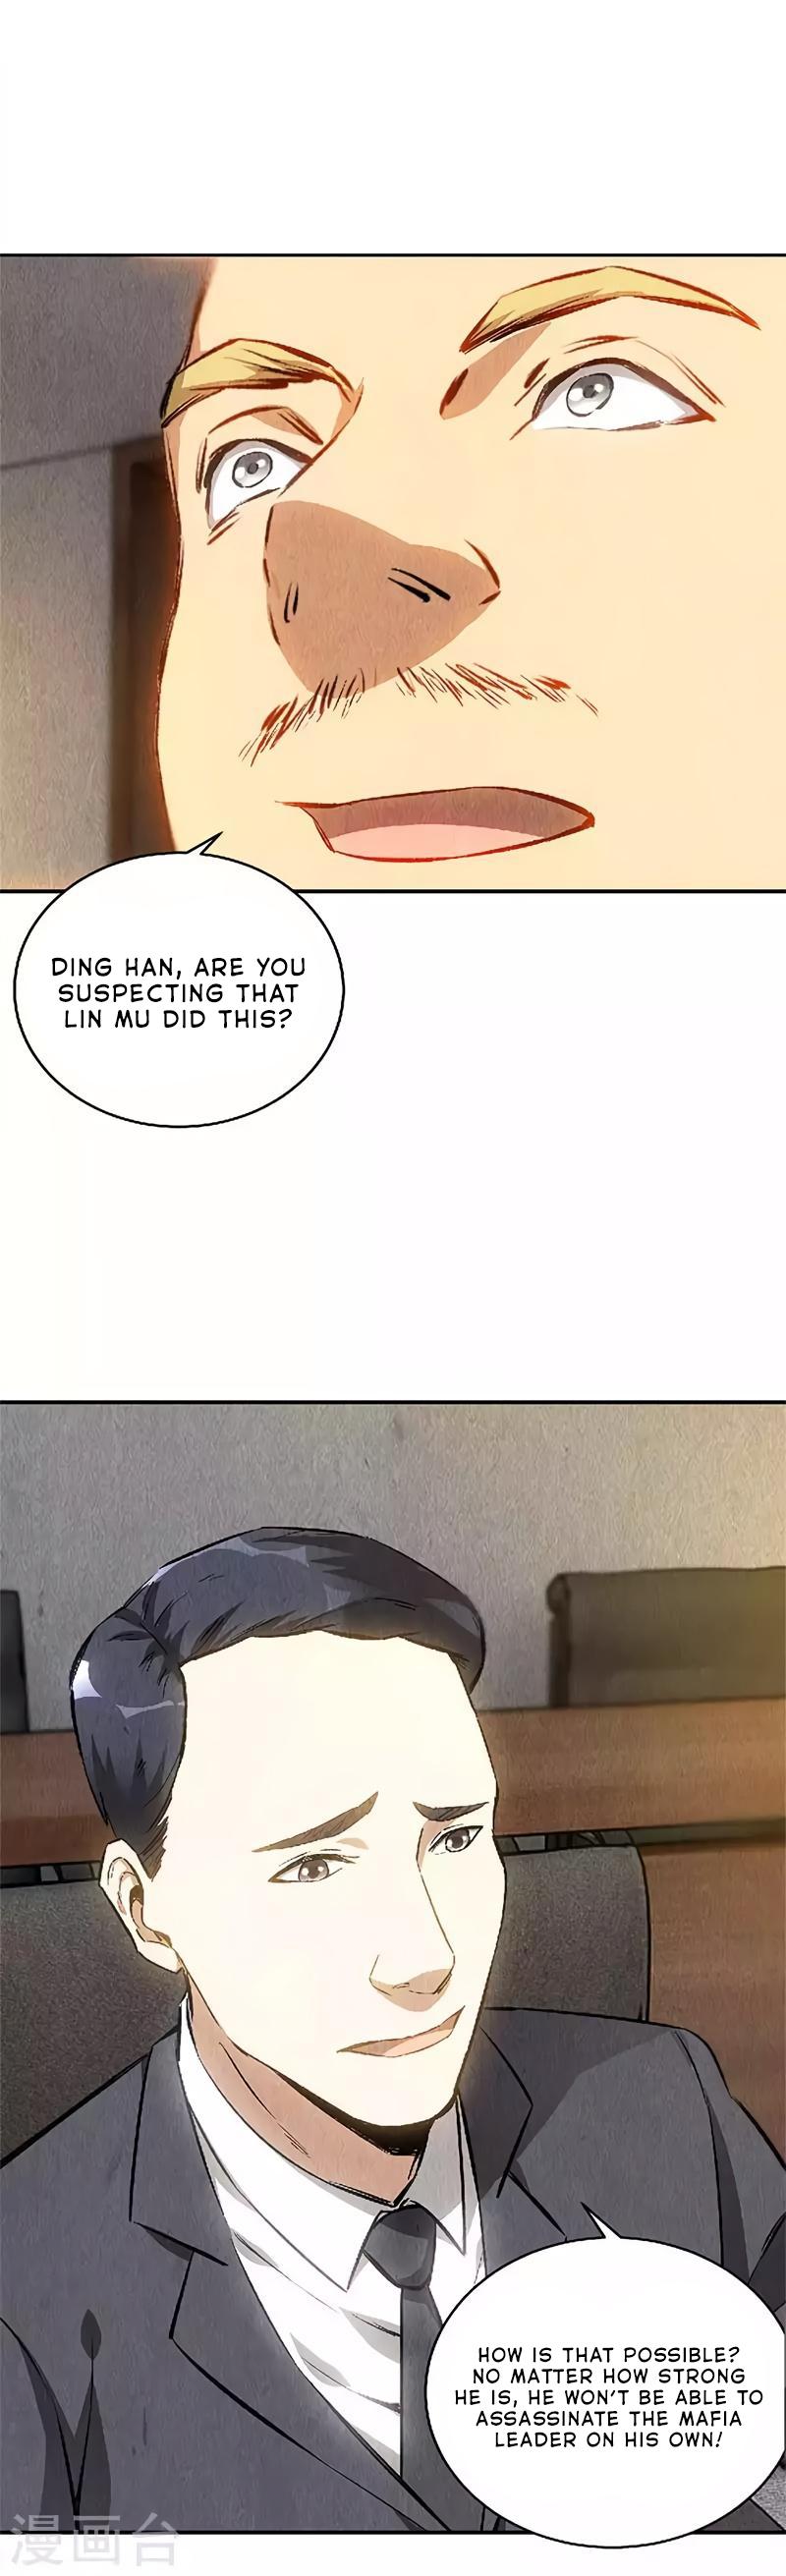 DING HAN, ARE YOU
SUSPECTING THAT
LIN MU DID THIS?
HOW IS THAT POSSIBLE?
NO MATTER HOW STRONG
HE IS, HE WON'T BE ABLE TO
ASSASSINATE THE MAFIA
LEADER ON HIS OWN!
漫画台